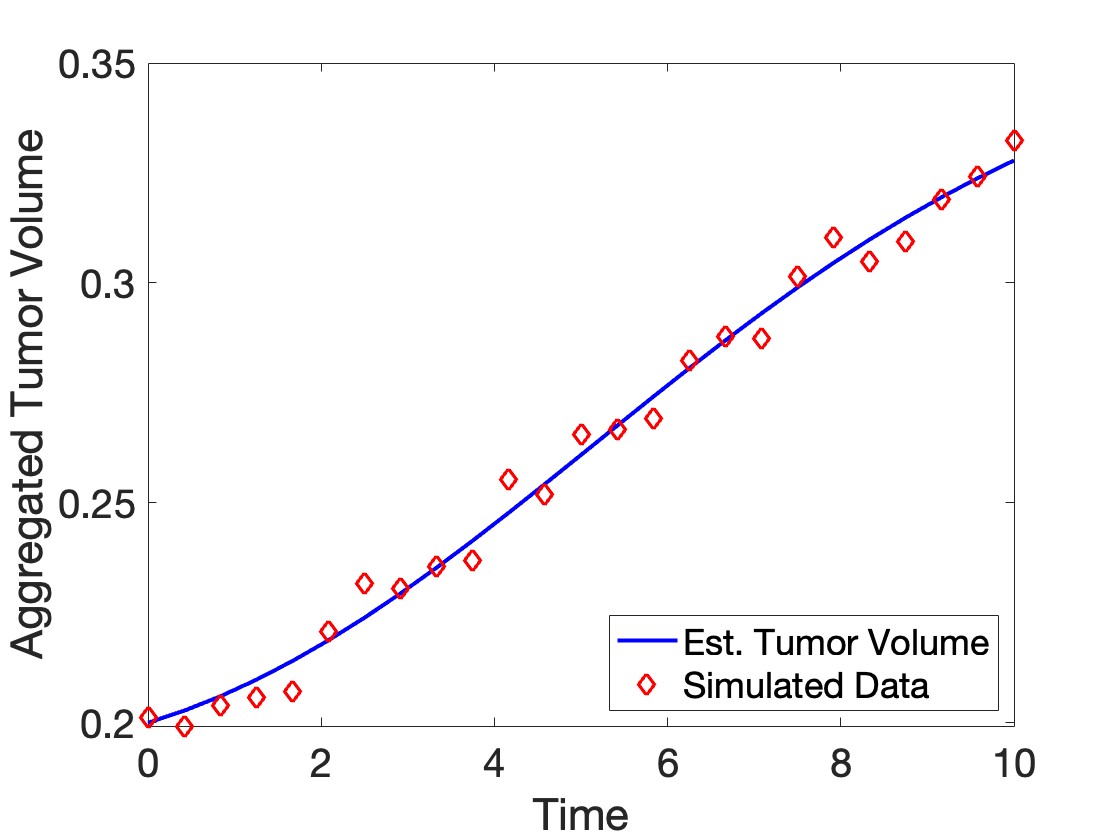 0.35
0.3
0.25
0.2
Aggregated Tumor Volume
Est. Tumor Volume
Simulated Data
0 2 4 6 8 10
Time